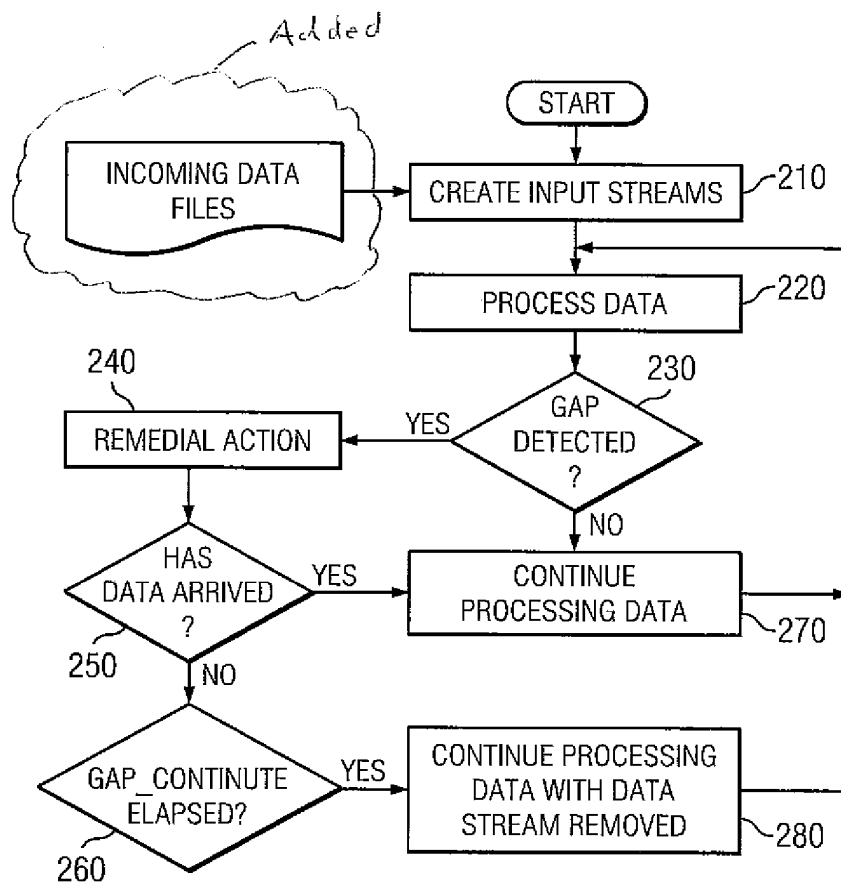 Added
START
INCOMING DATA
FILES
CREATE INPUT STREAMS
210
PROCESS DATA
220
240
230
REMEDIAL ACTION
YES
GAP
DETECTED
?
NO
HAS
DATA ARRIVED
?
YES
250
CONTINUE
PROCESSING DATA
270
NO
GAP_CONTINUTE
ELAPSED?
YES
260
CONTINUE PROCESSING
DATA WITH DATA
STREAM REMOVED
280